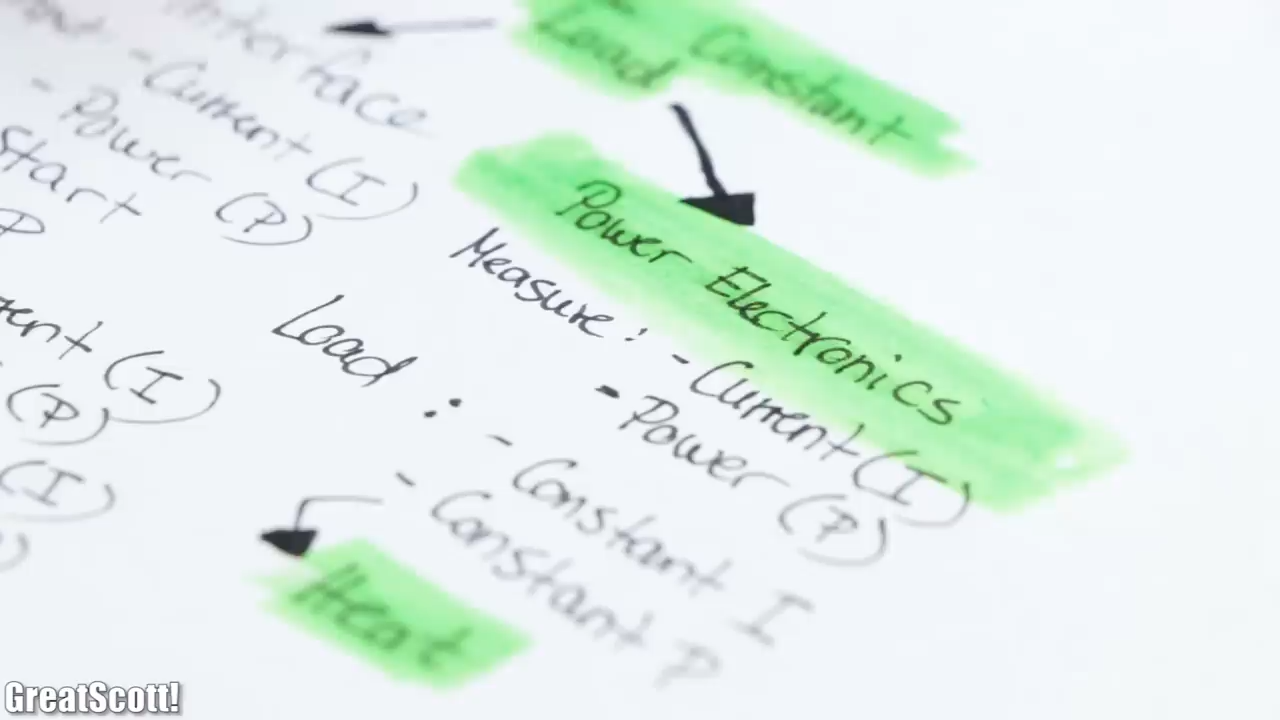 Constant
Load
Interface
- Current (I)
- Power (P)
Start
P
Power Electronics
Measure: - Current (I)
- Power (P)
Load : - Constant I
- Constant P
(I)
(P)
(I)
Heat
GreatScott!